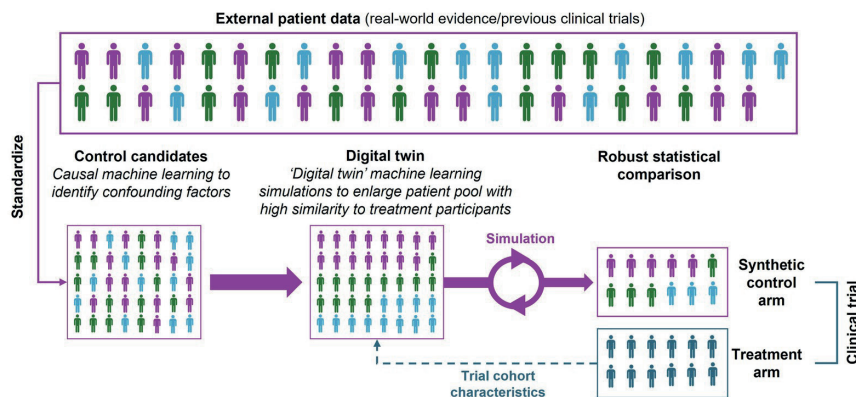 External patient data (real-world evidence/previous clinical trials)
Standardize
Control candidates
Causal machine learning to
identify confounding factors
Digital twin
‘Digital twin’ machine learning
simulations to enlarge patient pool with
high similarity to treatment participants
Robust statistical
comparison
Simulation
Synthetic
control
arm
Clinical trial
Treatment
arm
Trial cohort
characteristics